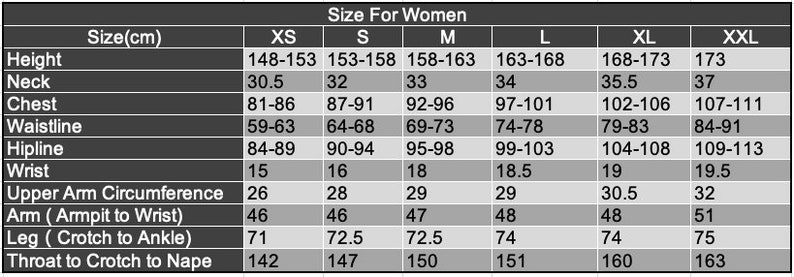 Size For Women
Size(cm) XS S M L XL XXL
Height 148-153 153-158 158-163 163-168 168-173 173
Neck 30.5 32 33 34 35.5 37
Chest 81-86 87-91 92-96 97-101 102-106 107-111
Waistline 59-63 64-68 69-73 74-78 79-83 84-91
Hipline 84-89 90-94 95-98 99-103 104-108 109-113
Wrist 15 16 18 18.5 19 19.5
Upper Arm Circumference 26 28 29 29 30.5 32
Arm ( Armpit to Wrist) 46 46 47 48 48 51
Leg ( Crotch to Ankle) 71 72.5 72.5 74 74 75
Throat to Crotch to Nape 142 147 150 151 160 163